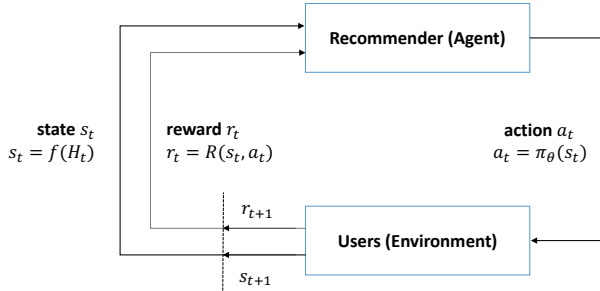 Recommender (Agent)
state s_t
s_t = f(H_t)
reward r_t
r_t = R(s_t, a_t)
action a_t
a_t = π_θ(s_t)
r_{t+1}
Users (Environment)
s_{t+1}